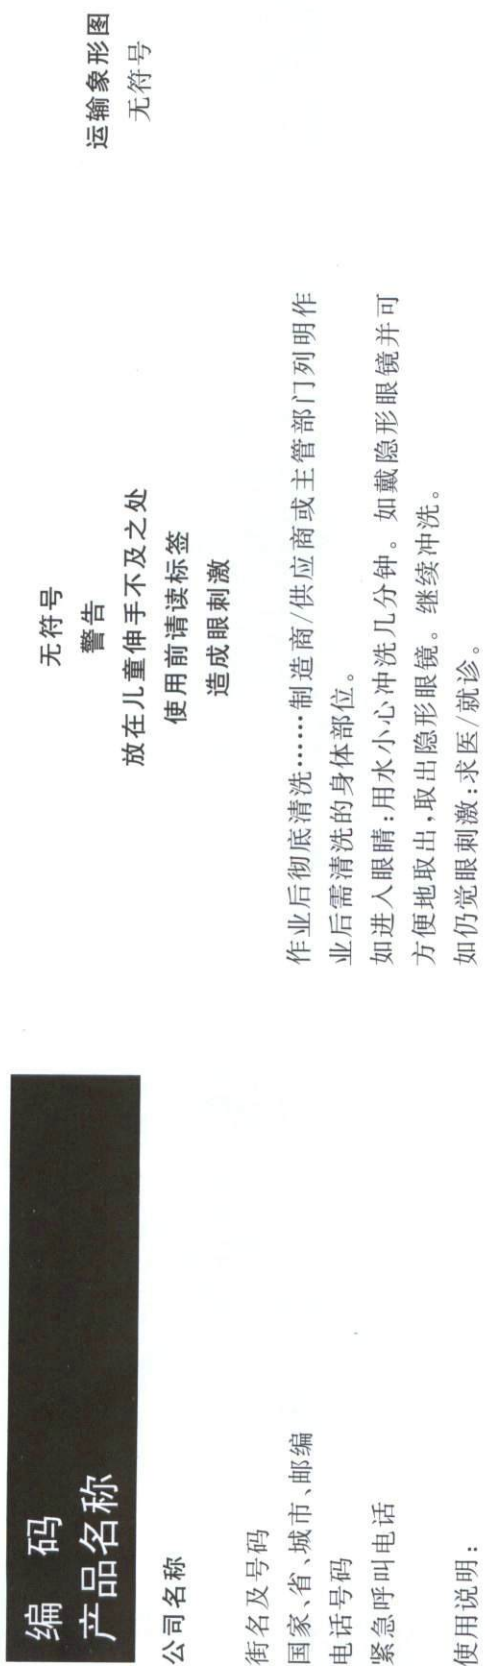 编 码
产品名称
公司名称
街名及号码
国家、省、城市、邮编
电话号码
紧急呼叫电话
使用说明：
无符号
警告
放在儿童伸手不及之处
使用前请读标签
造成眼刺激
作业后彻底清洗……制造商/供应商或主管部门列明作
业后需清洗的身体部位。
如进入眼睛：用水小心冲洗几分钟。如戴隐形眼镜并可
方便地取出，取出隐形眼镜。继续冲洗。
如仍觉眼刺激：求医/就诊。
运输象形图
无符号